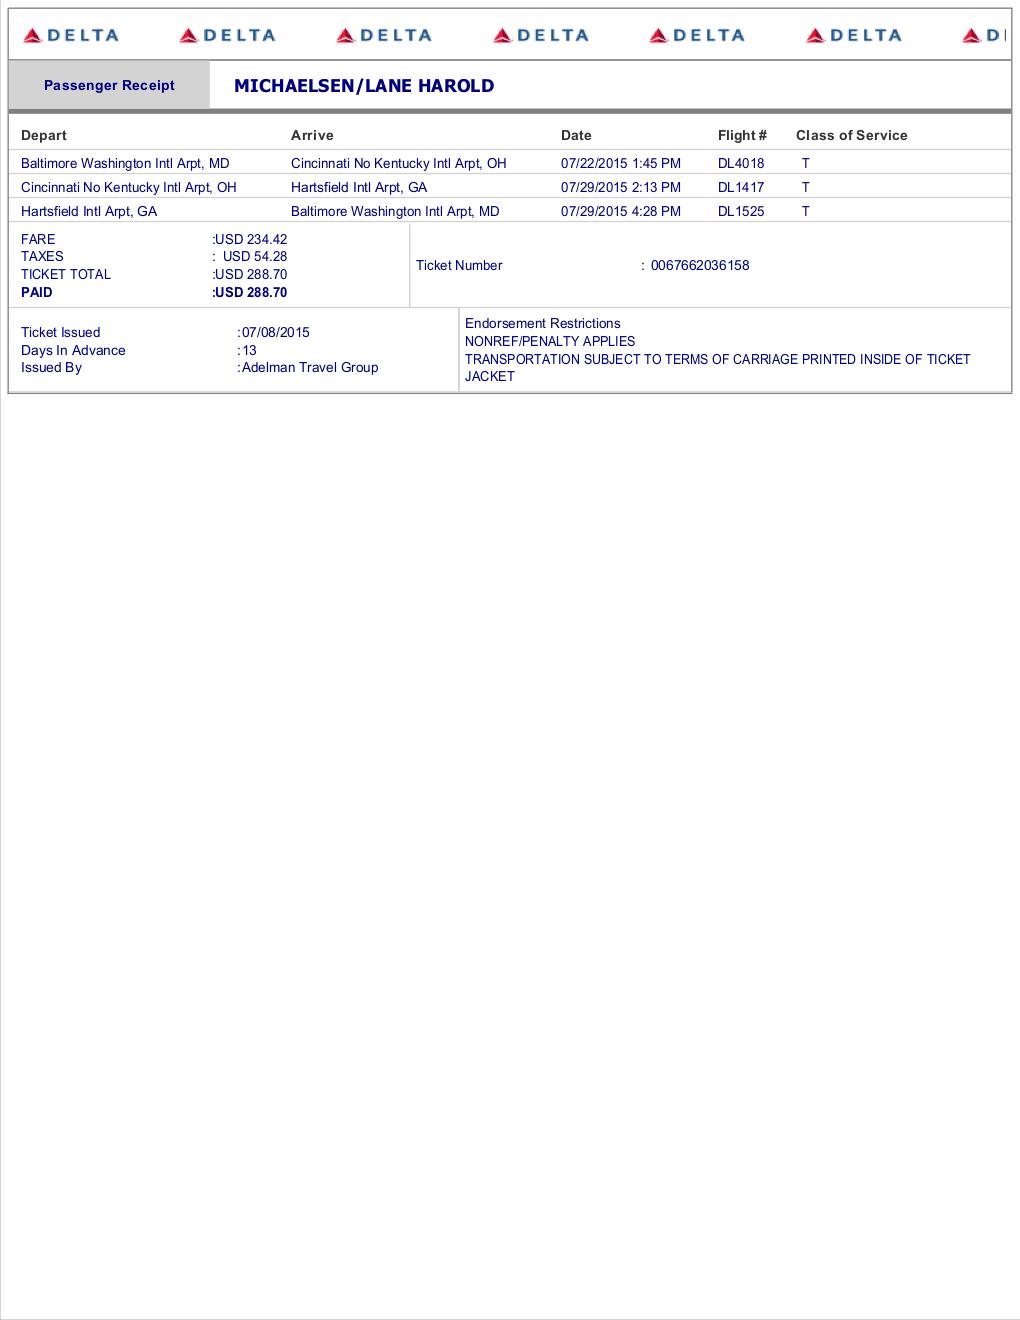 DELTA DELTA DELTA DELTA DELTA DELTA D
Passenger Receipt MICHAELSEN/LANE HAROLD
Depart Arrive Date Flight # Class of Service
Baltimore Washington Intl Arpt, MD Cincinnati No Kentucky Intl Arpt, OH 07/22/2015 1:45 PM DL4018 T
Cincinnati No Kentucky Intl Arpt, OH Hartsfield Intl Arpt, GA 07/29/2015 2:13 PM DL1417 T
Hartsfield Intl Arpt, GA Baltimore Washington Intl Arpt, MD 07/29/2015 4:28 PM DL1525 T
FARE :USD 234.42
TAXES : USD 54.28
TICKET TOTAL :USD 288.70
PAID :USD 288.70
Ticket Number : 0067662036158
Ticket Issued :07/08/2015
Days In Advance :13
Issued By :Adelman Travel Group
Endorsement Restrictions
NONREF/PENALTY APPLIES
TRANSPORTATION SUBJECT TO TERMS OF CARRIAGE PRINTED INSIDE OF TICKET
JACKET